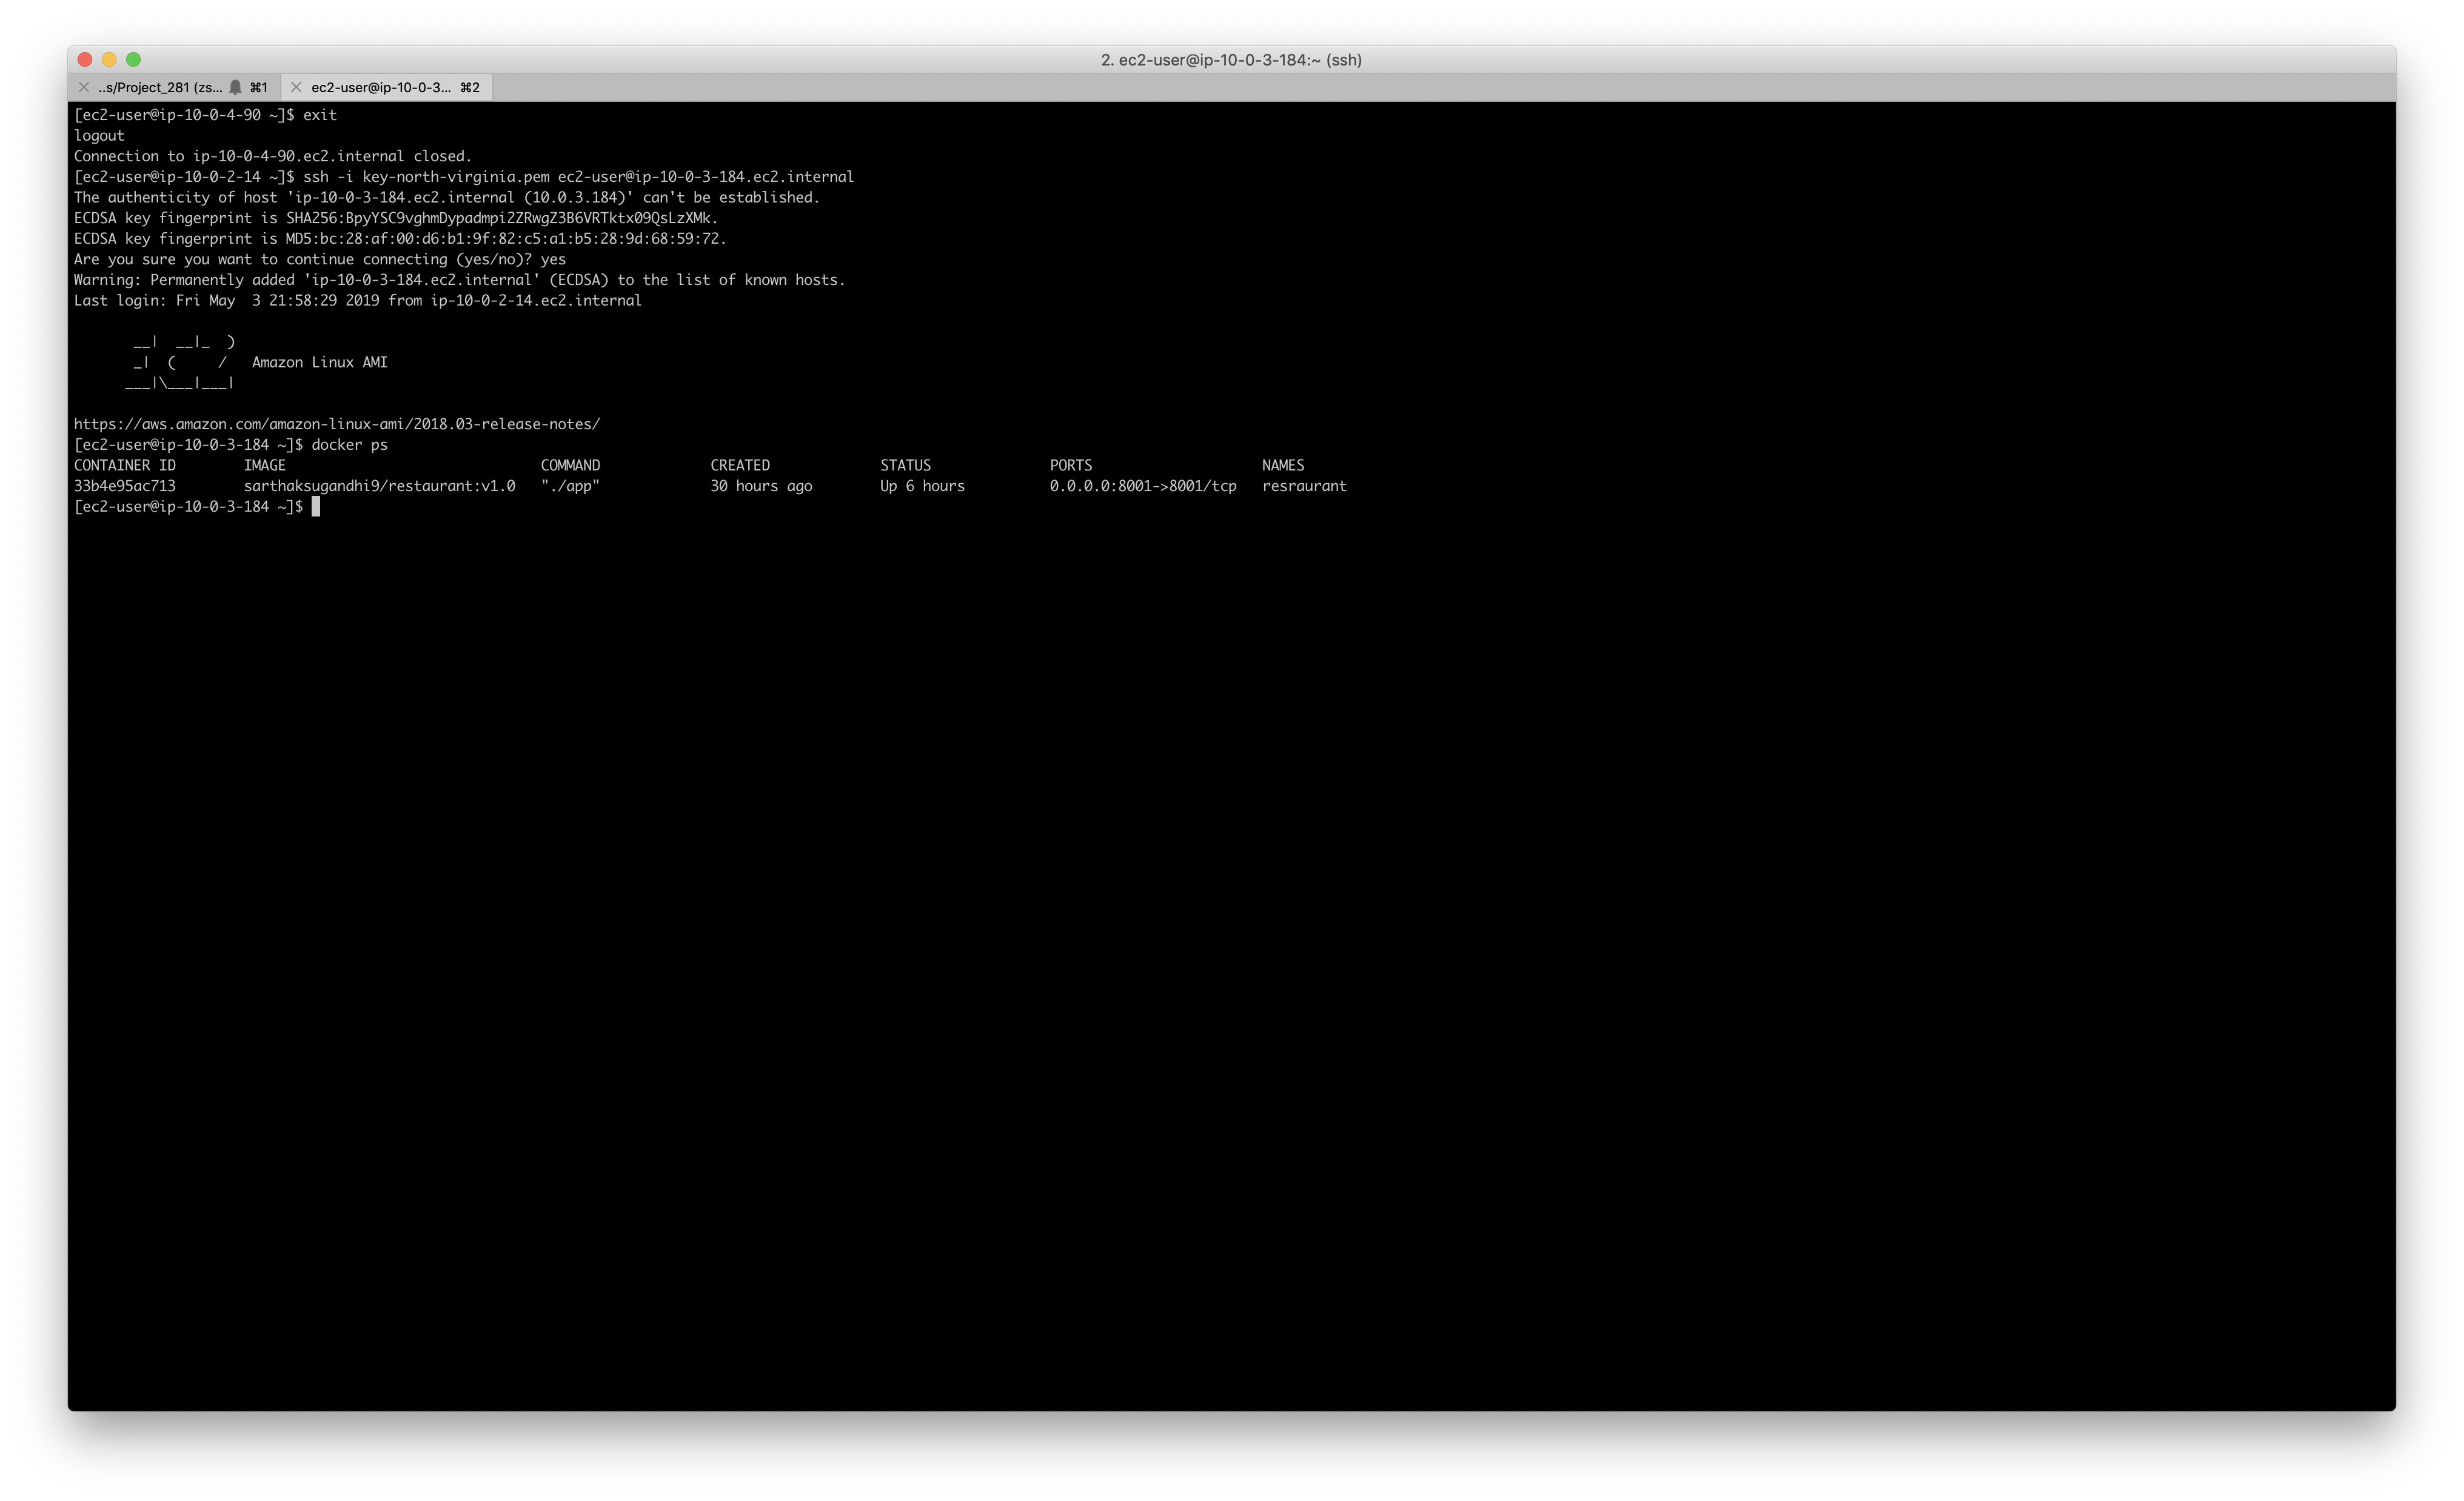 2. ec2-user@ip-10-0-3-184:~ (ssh)
..s/Project_281 (zs... ⌘1 ec2-user@ip-10-0-3... ⌘2
[ec2-user@ip-10-0-4-90 ~]$ exit
logout
Connection to ip-10-0-4-90.ec2.internal closed.
[ec2-user@ip-10-0-2-14 ~]$ ssh -i key-north-virginia.pem ec2-user@ip-10-0-3-184.ec2.internal
The authenticity of host 'ip-10-0-3-184.ec2.internal (10.0.3.184)' can't be established.
ECDSA key fingerprint is SHA256:BpyYSC9vghmDypadmpi2ZRwgZ3B6VRTktx09QsLzXMk.
ECDSA key fingerprint is MD5:bc:28:af:00:d6:b1:9f:82:c5:a1:b5:28:9d:68:59:72.
Are you sure you want to continue connecting (yes/no)? yes
Warning: Permanently added 'ip-10-0-3-184.ec2.internal' (ECDSA) to the list of known hosts.
Last login: Fri May  3 21:58:29 2019 from ip-10-0-2-14.ec2.internal
       __|  __|_  )
       _|  (     /   Amazon Linux AMI
      ___|\___|___|
https://aws.amazon.com/amazon-linux-ami/2018.03-release-notes/
[ec2-user@ip-10-0-3-184 ~]$ docker ps
CONTAINER ID        IMAGE                              COMMAND             CREATED             STATUS              PORTS                    NAMES
33b4e95ac713        sarthaksugandhi9/restaurant:v1.0   "./app"             30 hours ago        Up 6 hours          0.0.0.0:8001->8001/tcp   resraurant
[ec2-user@ip-10-0-3-184 ~]$